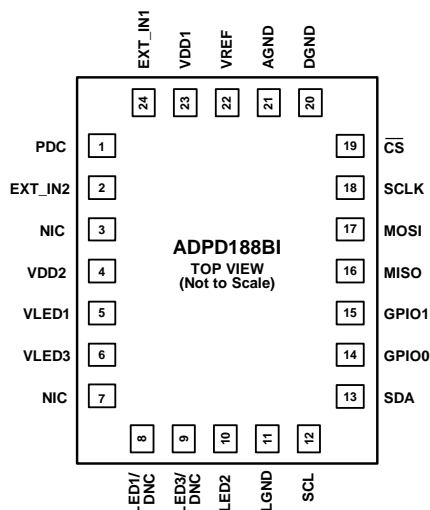 EXT_IN1
VDD1
VREF
AGND
DGND
24
23
22
21
20
PDC 1
EXT_IN2 2
NIC 3
VDD2 4
VLED1 5
VLED3 6
NIC 7
ADPD188BI
TOP VIEW
(Not to Scale)
19 CS
18 SCLK
17 MOSI
16 MISO
15 GPIO1
14 GPIO0
13 SDA
8
9
10
11
12
LED1/
DNC
LED3/
DNC
LED2
LGND
SCL